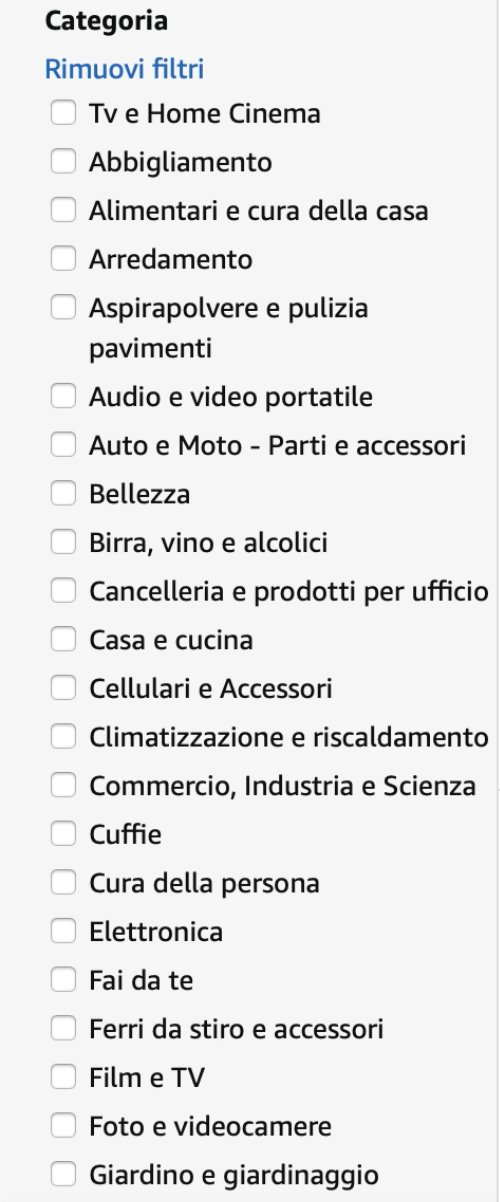 Categoria
Rimuovi filtri
Tv e Home Cinema
Abbigliamento
Alimentari e cura della casa
Arredamento
Aspirapolvere e pulizia
pavimenti
Audio e video portatile
Auto e Moto - Parti e accessori
Bellezza
Birra, vino e alcolici
Cancelleria e prodotti per ufficio
Casa e cucina
Cellulari e Accessori
Climatizzazione e riscaldamento
Commercio, Industria e Scienza
Cuffie
Cura della persona
Elettronica
Fai da te
Ferri da stiro e accessori
Film e TV
Foto e videocamere
Giardino e giardinaggio